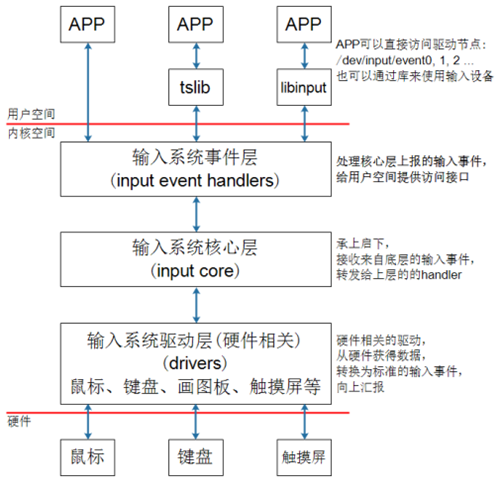 APP
APP
APP
APP可以直接访问驱动节点:
/dev/input/event0, 1, 2 ...
也可以通过库来使用输入设备
tslib
libinput
用户空间
内核空间
输入系统事件层
(input event handlers)
处理核心层上报的输入事件，
给用户空间提供访问接口
输入系统核心层
(input core)
承上启下，
接收来自底层的输入事件，
转发给上层的的handler
输入系统驱动层(硬件相关)
(drivers)
鼠标、键盘、画图板、触摸屏等
硬件相关的驱动，
从硬件获得数据，
转换为标准的输入事件，
向上汇报
硬件
鼠标
键盘
触摸屏